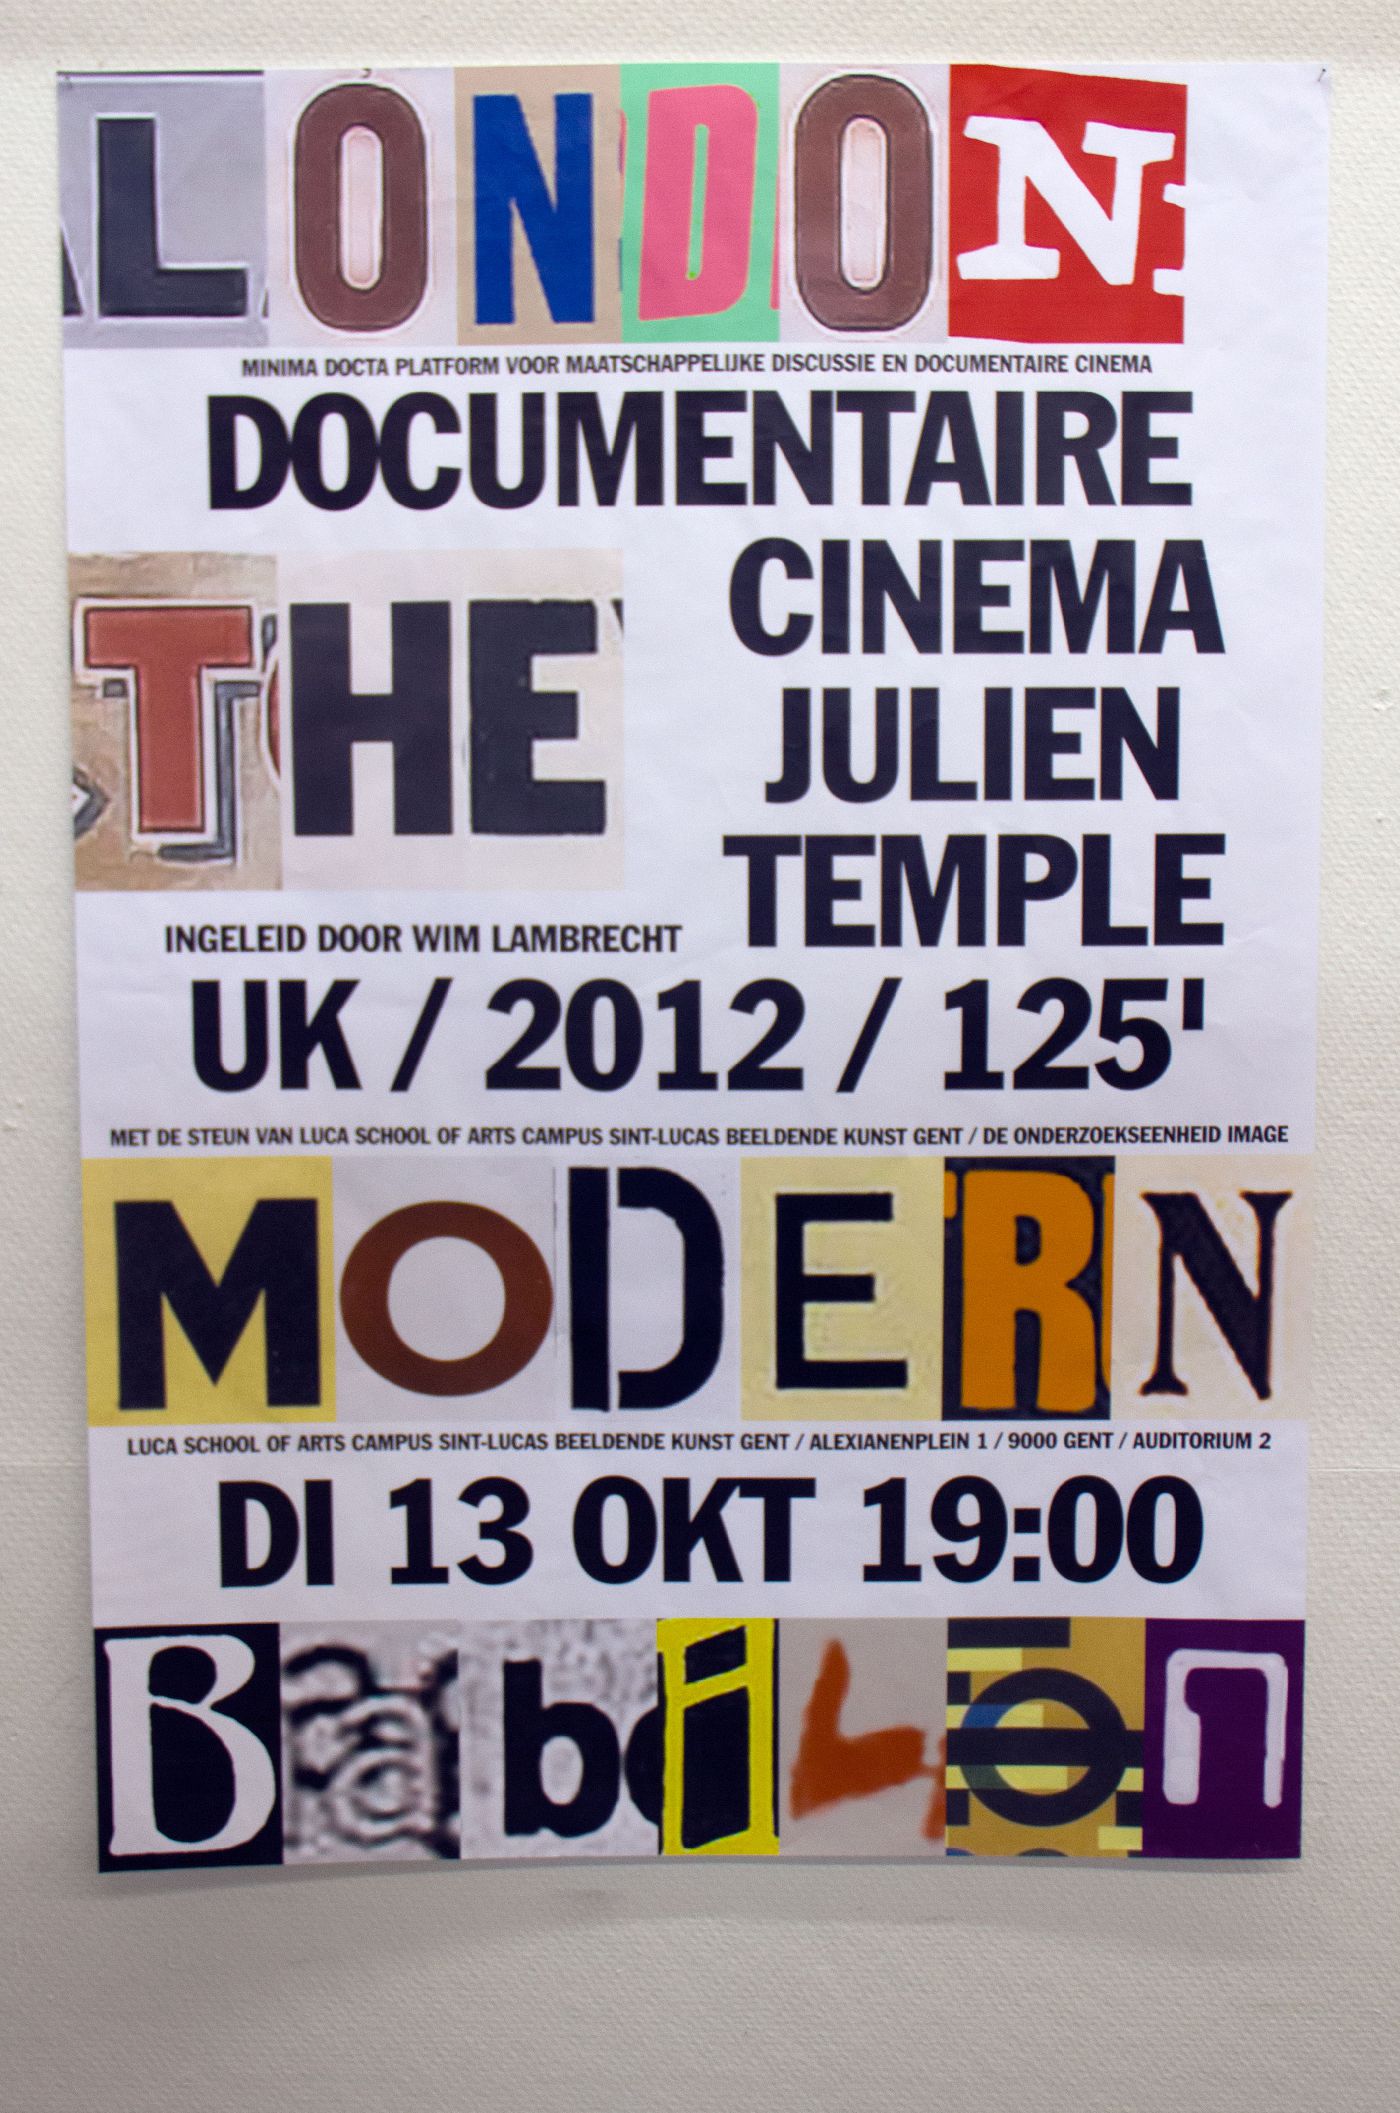 LONDON
MINIMA DOCTA PLATFORM VOOR MAATSCHAPPELIJKE DISCUSSIE EN DOCUMENTAIRE CINEMA
DOCUMENTAIRE
THE
CINEMA
JULIEN
TEMPLE
INGELEID DOOR WIM LAMBRECHT
UK / 2012 / 125'
MET DE STEUN VAN LUCA SCHOOL OF ARTS CAMPUS SINT-LUCAS BEELDENDE KUNST GENT / DE ONDERZOEKSEENHEID IMAGE
MODERN
LUCA SCHOOL OF ARTS CAMPUS SINT-LUCAS BEELDENDE KUNST GENT / ALEXIANENPLEIN 1 / 9000 GENT / AUDITORIUM 2
DI 13 OKT 19:00
Babilon